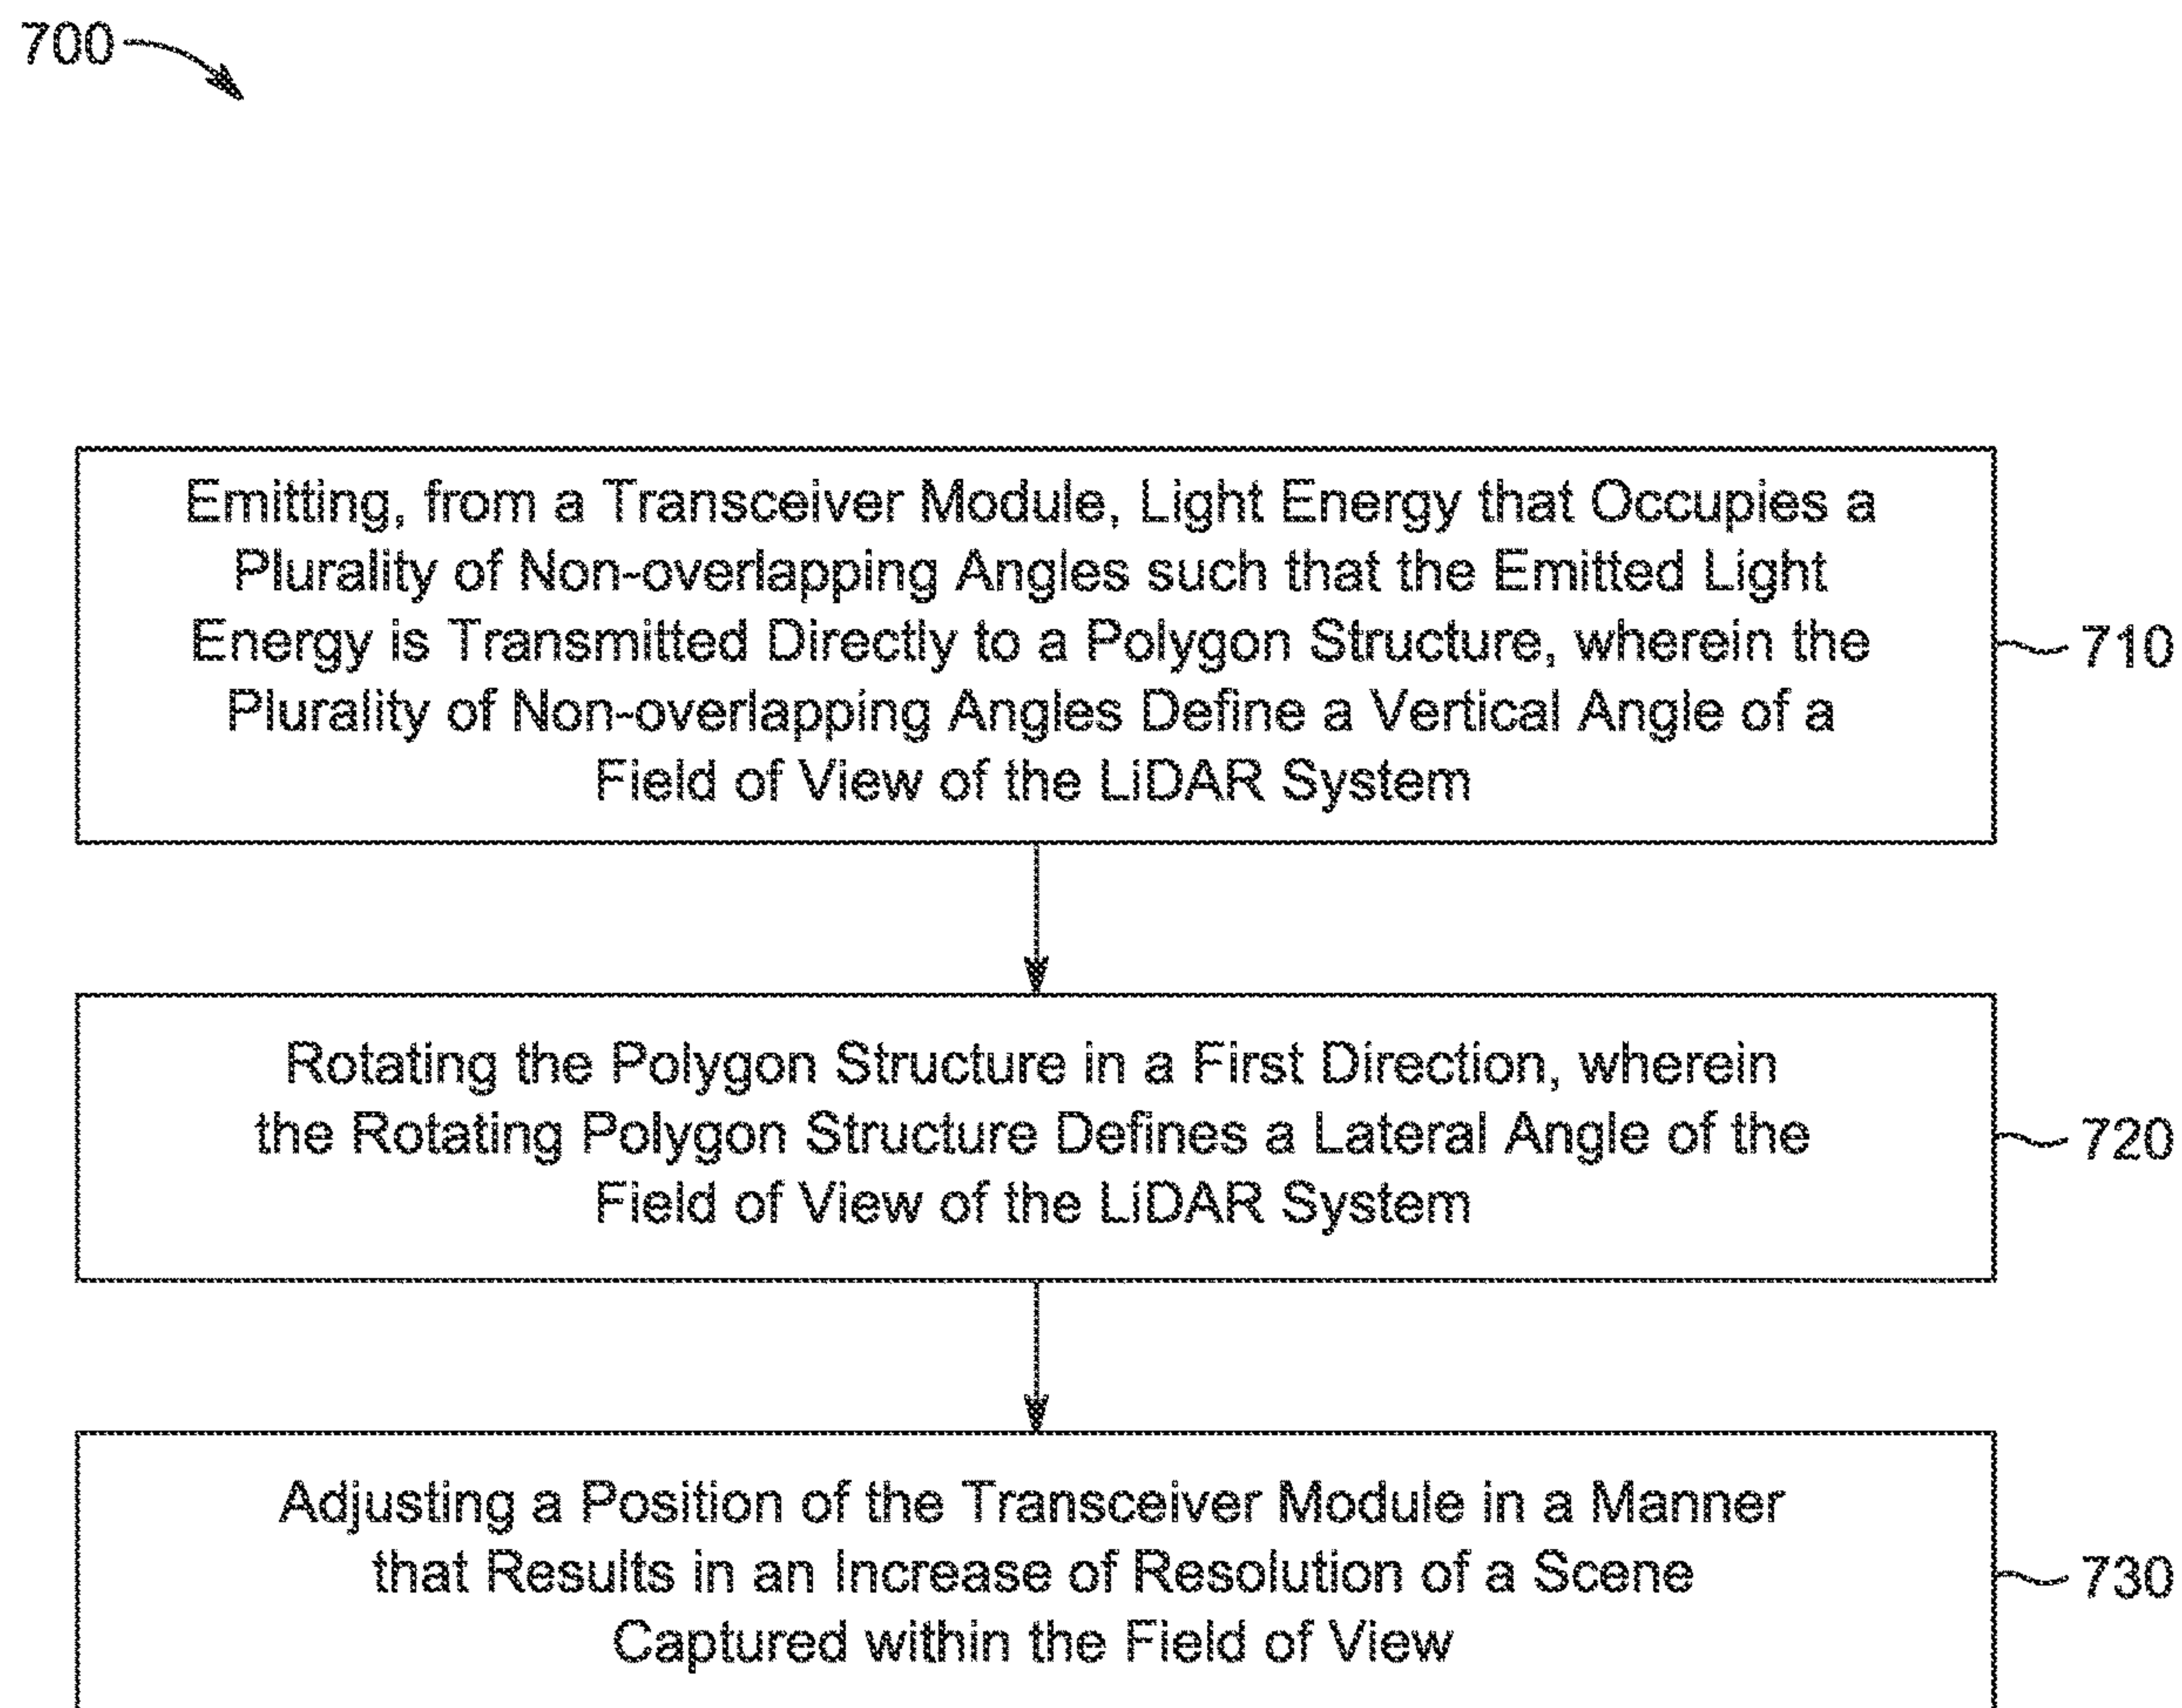 700
Emitting, from a Transceiver Module, Light Energy that Occupies a
Plurality of Non-overlapping Angles such that the Emitted Light
Energy is Transmitted Directly to a Polygon Structure, wherein the
Plurality of Non-overlapping Angles Define a Vertical Angle of a
Field of View of the LiDAR System
710
Rotating the Polygon Structure in a First Direction, wherein
the Rotating Polygon Structure Defines a Lateral Angle of the
Field of View of the LiDAR System
720
Adjusting a Position of the Transceiver Module in a Manner
that Results in an Increase of Resolution of a Scene
Captured within the Field of View
730